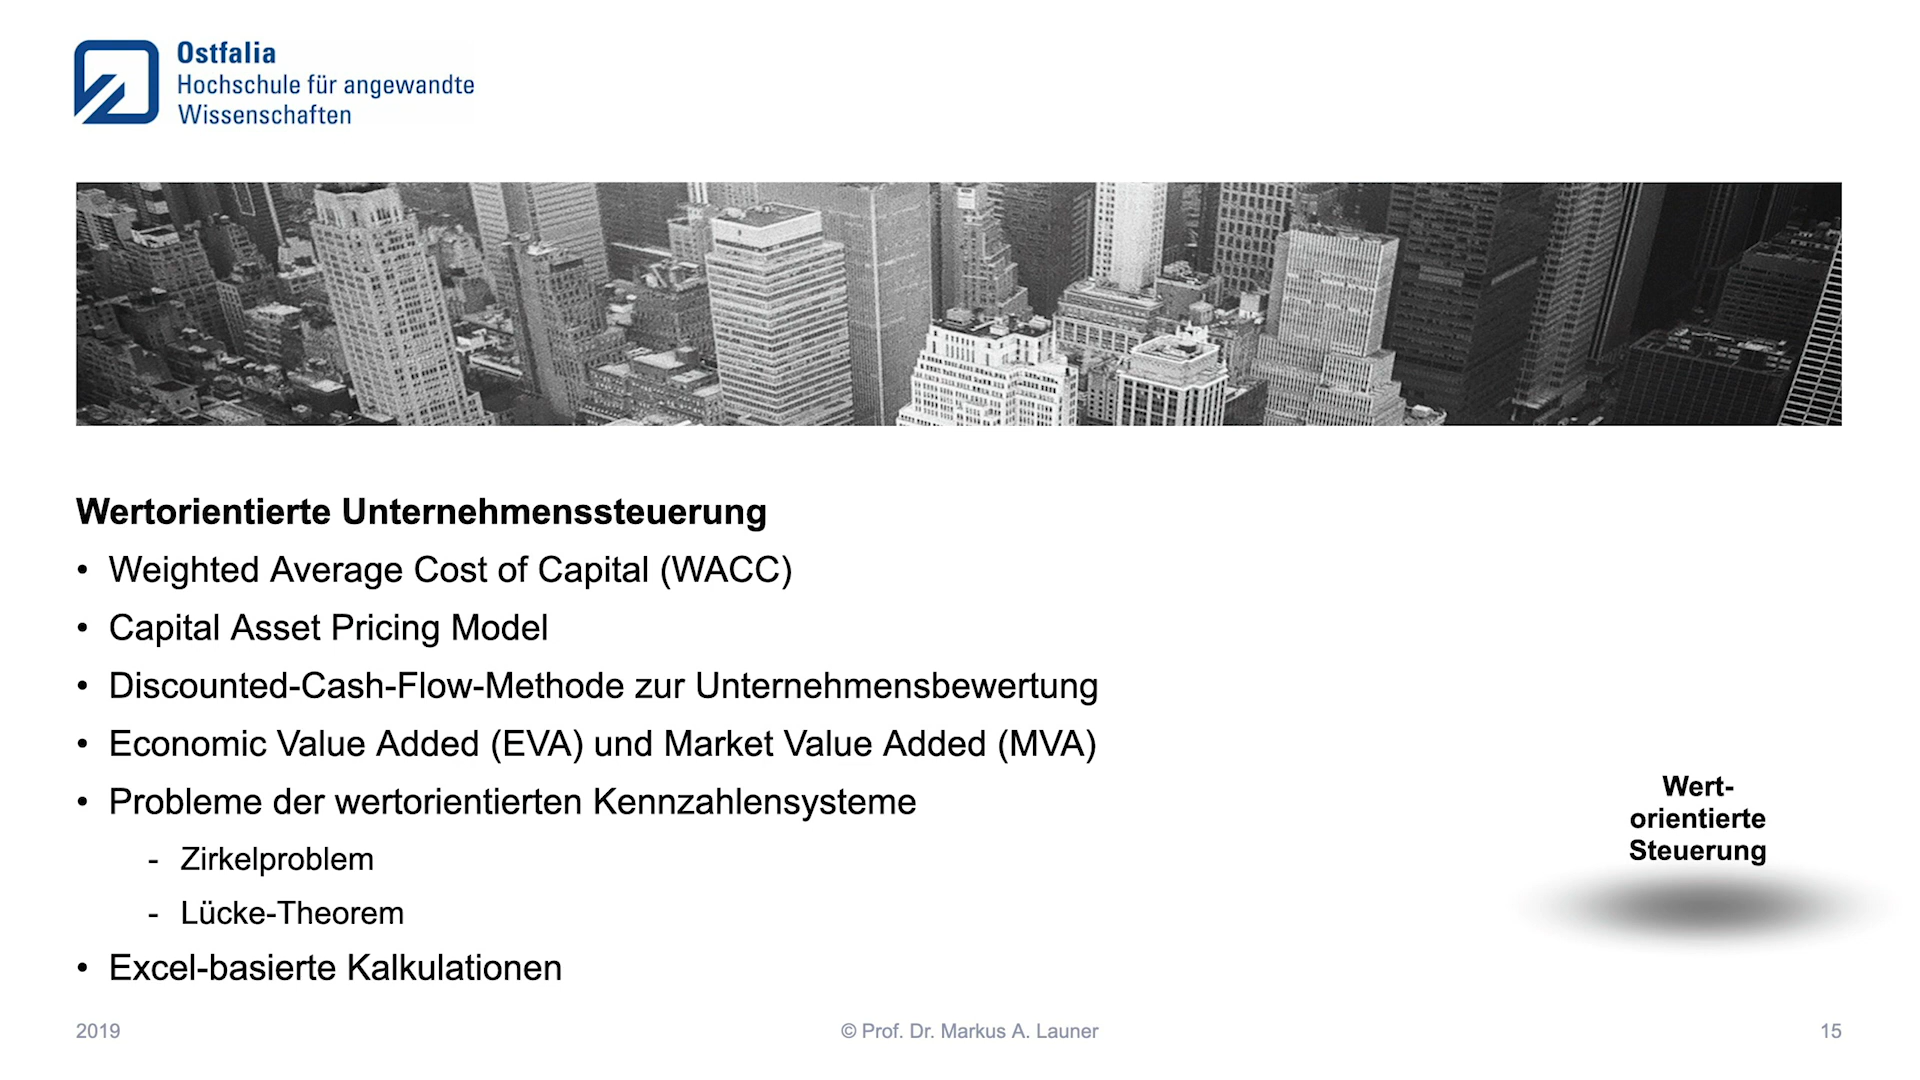 Ostfalia
Hochschule für angewandte
Wissenschaften
Wertorientierte Unternehmenssteuerung
• Weighted Average Cost of Capital (WACC)
• Capital Asset Pricing Model
• Discounted-Cash-Flow-Methode zur Unternehmensbewertung
• Economic Value Added (EVA) und Market Value Added (MVA)
• Probleme der wertorientierten Kennzahlensysteme
- Zirkelproblem
- Lücke-Theorem
• Excel-basierte Kalkulationen
Wert-
orientierte
Steuerung
2019
© Prof. Dr. Markus A. Launer
15